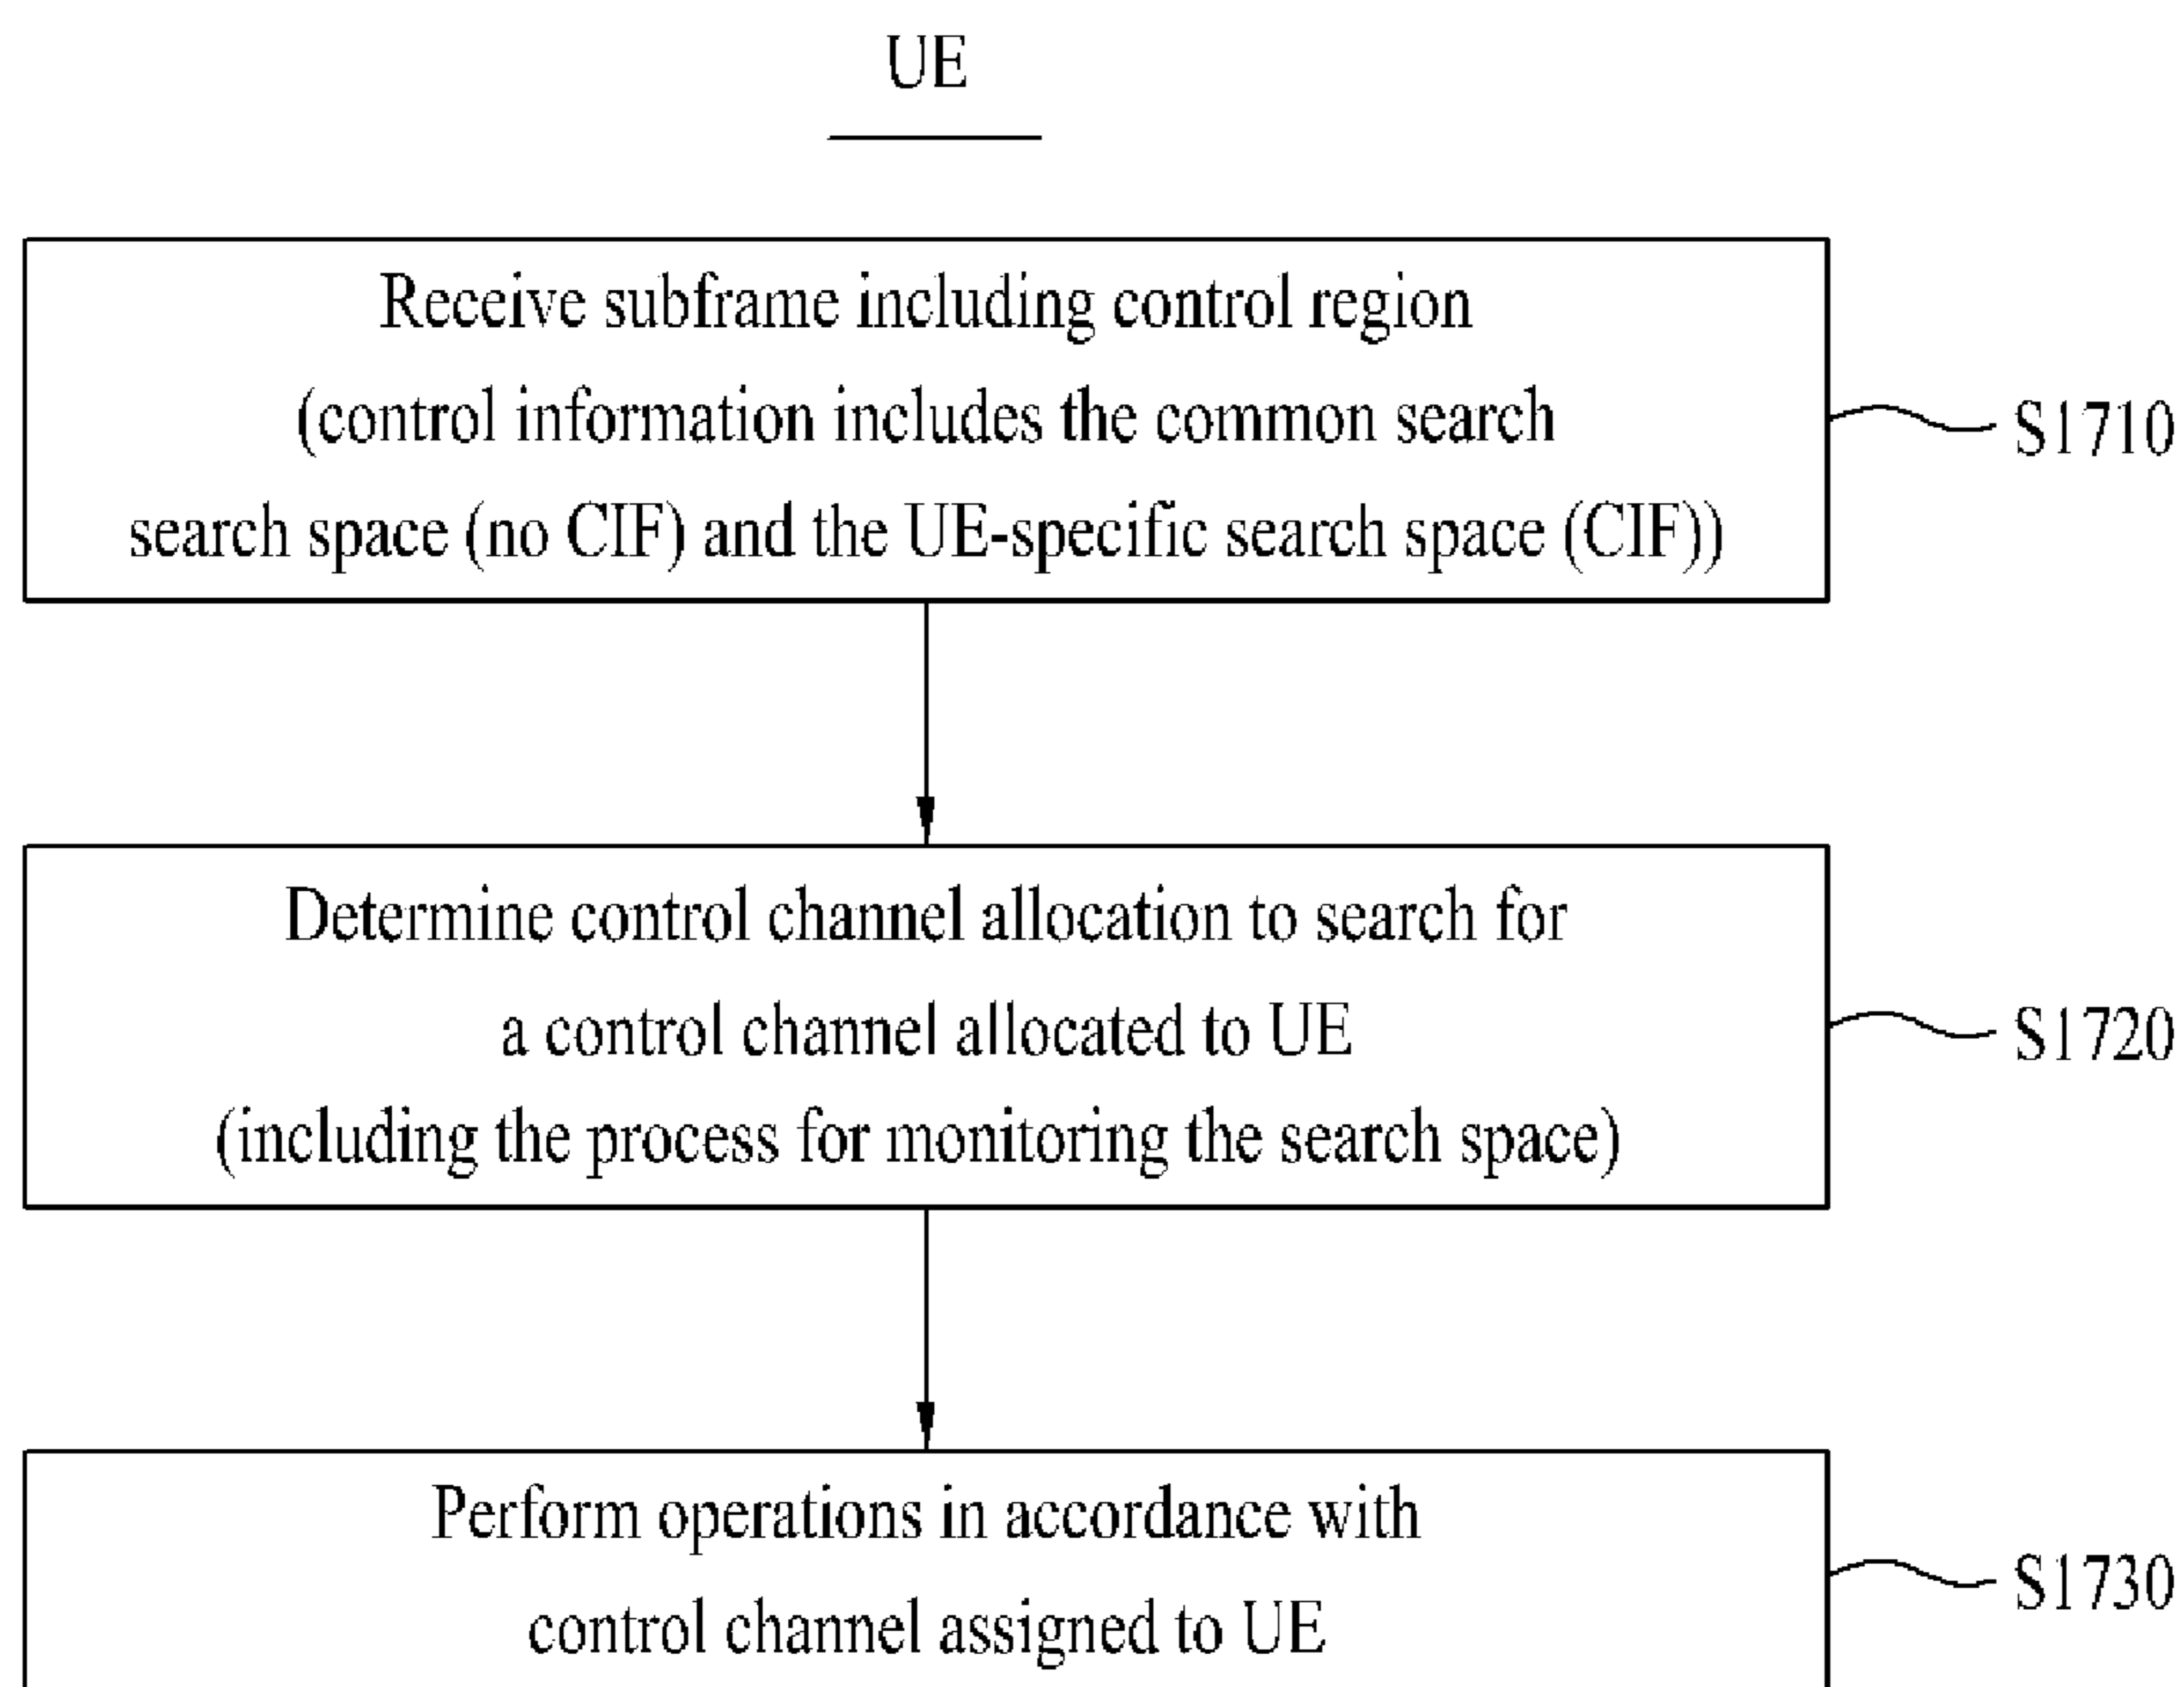 UE
Receive subframe including control region
(control information includes the common search
search space (no CIF) and the UE-specific search space (CIF))
S1710
Determine control channel allocation to search for
a control channel allocated to UE
(including the process for monitoring the search space)
S1720
Perform operations in accordance with
control channel assigned to UE
S1730